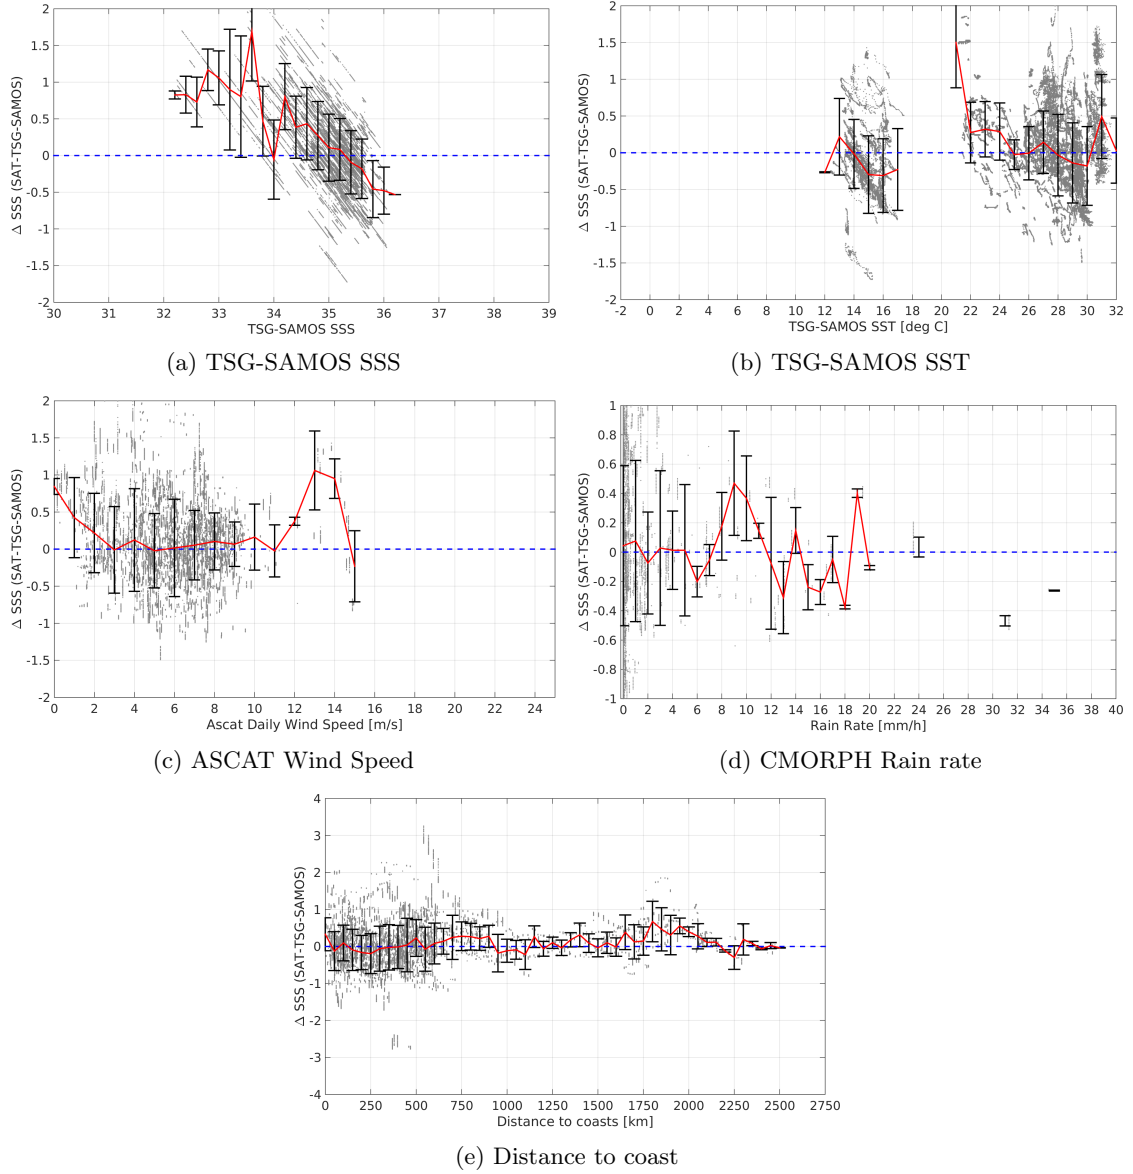 Δ SSS (SAT-TSG-SAMOS)
2
1.5
1
0.5
0
-0.5
-1
-1.5
-2
30 31 32 33 34 35 36 37 38 39
TSG-SAMOS SSS
(a) TSG-SAMOS SSS
Δ SSS (SAT-TSG-SAMOS)
2
1.5
1
0.5
0
-0.5
-1
-1.5
-2
-2 0 2 4 6 8 10 12 14 16 18 20 22 24 26 28 30 32
TSG-SAMOS SST [deg C]
(b) TSG-SAMOS SST
Δ SSS (SAT-TSG-SAMOS)
2
1.5
1
0.5
0
-0.5
-1
-1.5
-2
0 2 4 6 8 10 12 14 16 18 20 22 24
Ascat Daily Wind Speed [m/s]
(c) ASCAT Wind Speed
Δ SSS (SAT-TSG-SAMOS)
1
0.8
0.6
0.4
0.2
0
-0.2
-0.4
-0.6
-0.8
-1
0 2 4 6 8 10 12 14 16 18 20 22 24 26 28 30 32 34 36 38 40
Rain Rate [mm/h]
(d) CMORPH Rain rate
Δ SSS (SAT-TSG-SAMOS)
4
3
2
1
0
-1
-2
-3
-4
0 250 500 750 1000 1250 1500 1750 2000 2250 2500 2750
Distance to coasts [km]
(e) Distance to coast